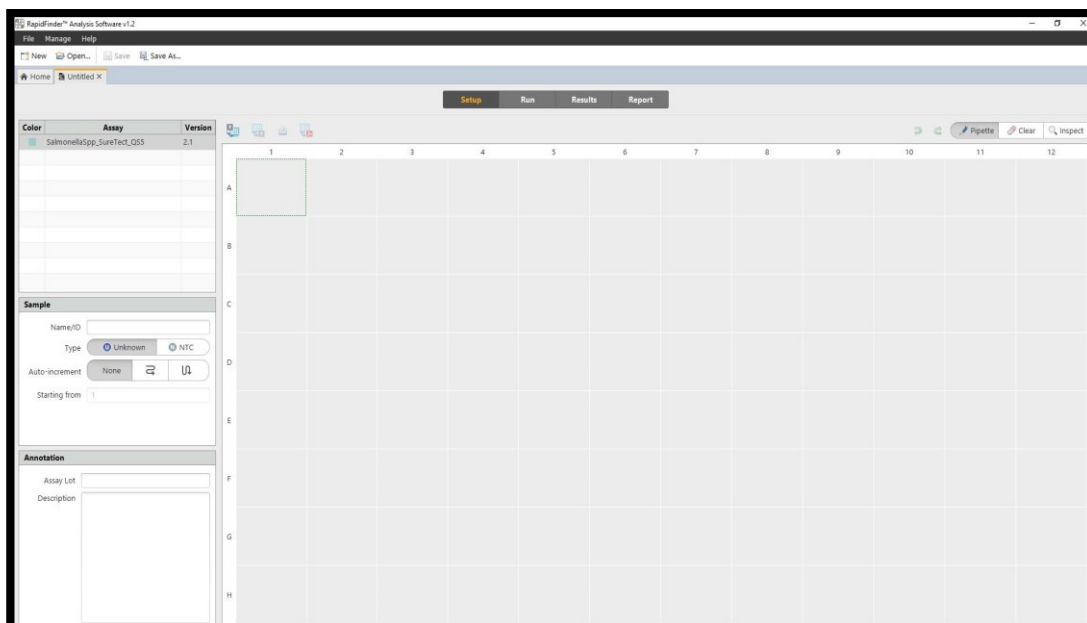 RapidFinder™ Analysis Software v1.2
File Manage Help
New Open... Save Save As...
Home Untitled ×
Setup Run Results Report
Color Assay Version
SalmonellaSpp_SureTect_QS5 2.1
Pipette Clear Inspect
1 2 3 4 5 6 7 8 9 10 11 12
A
B
C
D
E
F
G
H
Sample
Name/ID
Type Unknown NTC
Auto-increment None
Starting from 1
Annotation
Assay Lot
Description